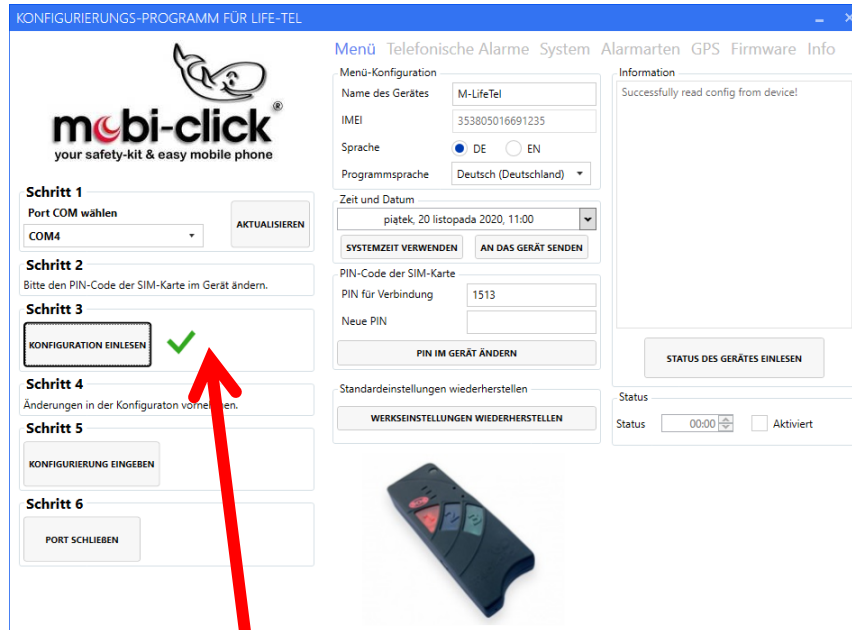 KONFIGURIERUNGS-PROGRAMM FÜR LIFE-TEL
mobi-click®
your safety-kit & easy mobile phone
Schritt 1
Port COM wählen
COM4
AKTUALISIEREN
Schritt 2
Bitte den PIN-Code der SIM-Karte im Gerät ändern.
Schritt 3
KONFIGURATION EINLESEN
Schritt 4
Änderungen in der Konfiguraton vornehmen.
Schritt 5
KONFIGURIERUNG EINGEBEN
Schritt 6
PORT SCHLIEßEN
Menü Telefonische Alarme System Alarmarten GPS Firmware Info
Menü-Konfiguration
Name des Gerätes M-LifeTel
IMEI 353805016691235
Sprache DE EN
Programmsprache Deutsch (Deutschland)
Zeit und Datum
piątek, 20 listopada 2020, 11:00
SYSTEMZEIT VERWENDEN AN DAS GERÄT SENDEN
PIN-Code der SIM-Karte
PIN für Verbindung 1513
Neue PIN
PIN IM GERÄT ÄNDERN
Standardeinstellungen wiederherstellen
WERKSEINSTELLUNGEN WIEDERHERSTELLEN
Information
Successfully read config from device!
STATUS DES GERÄTES EINLESEN
Status
Status 00:00 Aktiviert